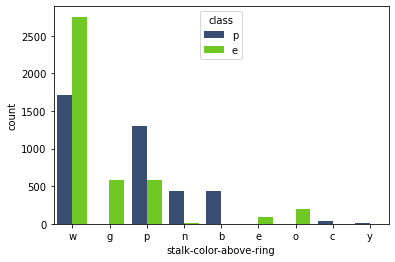 class
p
e
2500
2000
1500
1000
500
0
count
w g p n b e o c y
stalk-color-above-ring